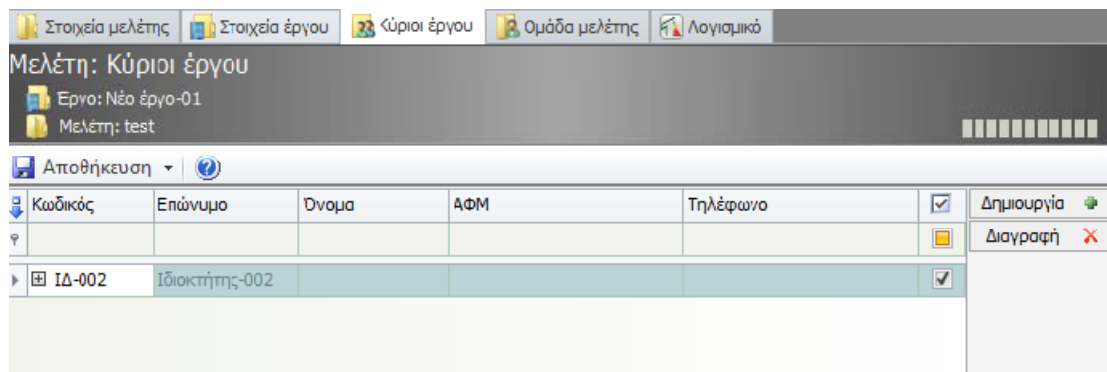 Στοιχεία μελέτης Στοιχεία έργου Κύριοι έργου Ομάδα μελέτης Λογισμικό
Μελέτη: Κύριοι έργου
Έργο: Νέο έργο-01
Μελέτη: test
Αποθήκευση
Κωδικός Επώνυμο Όνομα ΑΦΜ Τηλέφωνο Δημιουργία
Διαγραφή
ΙΔ-002 Ιδιοκτήτης-002